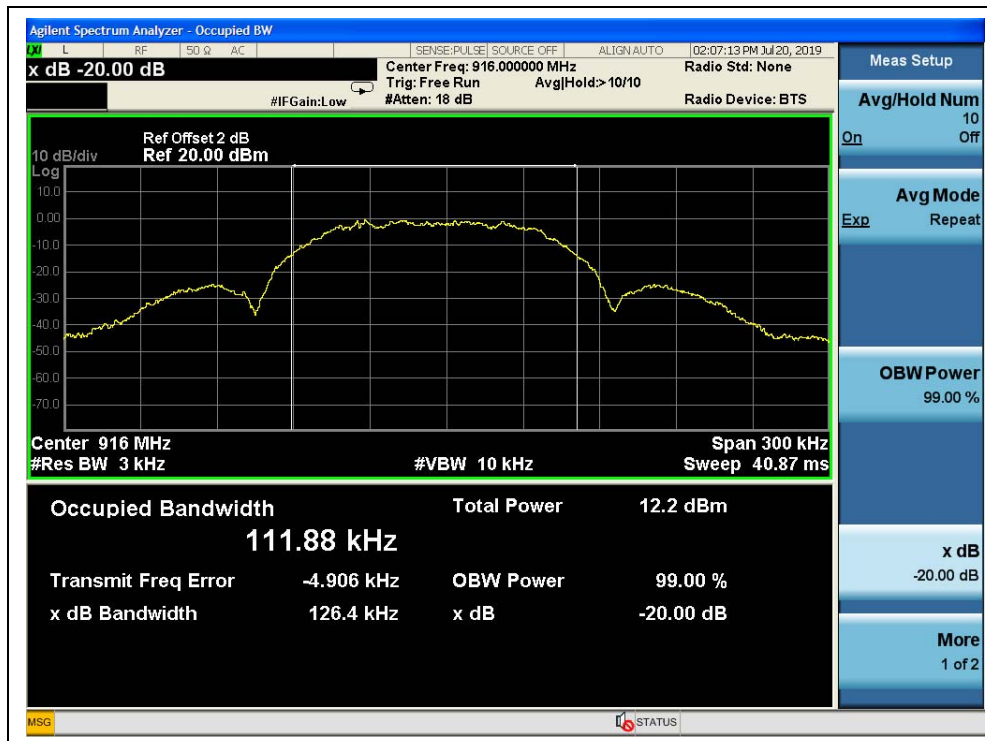 Agilent Spectrum Analyzer - Occupied BW
LXI L RF 50 Ω AC SENSE:PULSE SOURCE OFF ALIGN AUTO 02:07:13 PM Jul 20, 2019
x dB -20.00 dB
Center Freq: 916.000000 MHz
Radio Std: None
Trig: Free Run
Avg|Hold:> 10/10
#IFGain:Low
#Atten: 18 dB
Radio Device: BTS
Ref Offset 2 dB
10 dB/div
Ref 20.00 dBm
Log
10.0
0.00
-10.0
-20.0
-30.0
-40.0
-50.0
-60.0
-70.0
Center 916 MHz
Span 300 kHz
#Res BW 3 kHz
#VBW 10 kHz
Sweep 40.87 ms
Occupied Bandwidth
Total Power 12.2 dBm
111.88 kHz
Transmit Freq Error -4.906 kHz OBW Power 99.00 %
x dB Bandwidth 126.4 kHz x dB -20.00 dB
Meas Setup
Avg/Hold Num
10
On Off
Avg Mode
Exp Repeat
OBW Power
99.00 %
x dB
-20.00 dB
More
1 of 2
MSG
STATUS